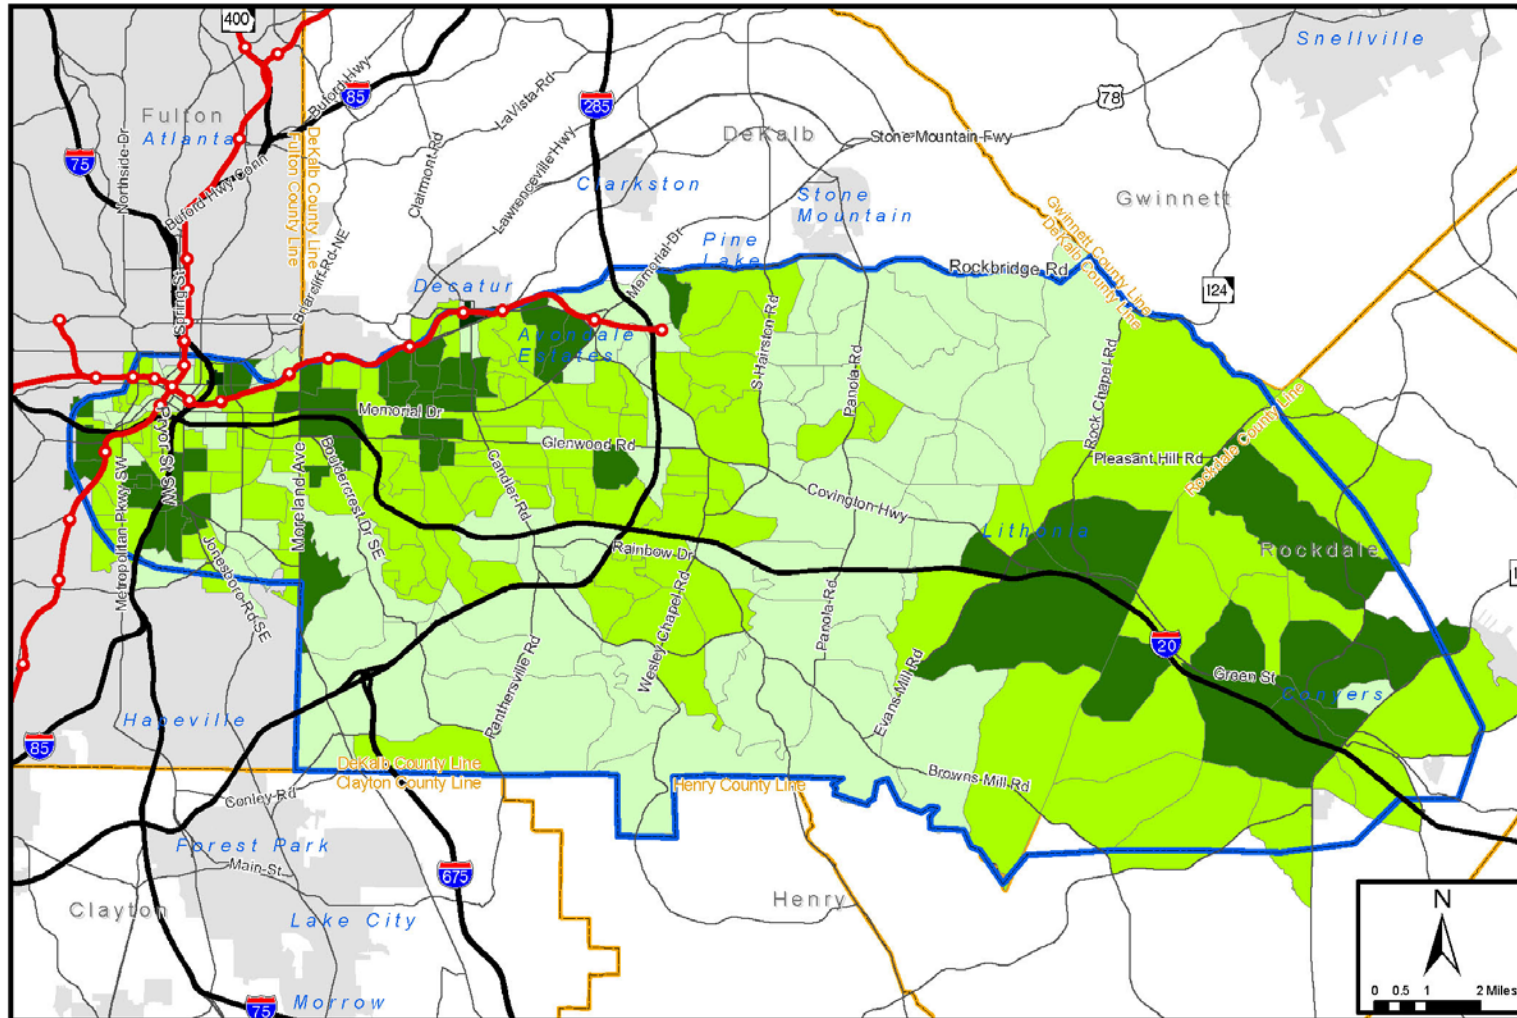 400
Snellville
Buford Hwy
85
285
78
Fulton
Atlanta
LaVista-Rd
DeKalb
Stone-Mountain-Fwy
75
Northside-Dr
DeKalb County Line
Fulton County Line
Clairmont-Rd
Lawrenceville-Hwy
Buford Hwy Conn
Clarkston
Stone
Mountain
Gwinnett
Gwinnett County Line
DeKalb County Line
Briarcliff-Rd-NE
Memorial-Dr
Pine
Lake
Rockbridge Rd
124
Spring-St
Decatur
Avondale
Estates
S-Hairston-Rd
Panola-Rd
Rock-Chapel-Rd
Memorial Dr
Glenwood Rd
Pleasant Hill Rd
Rockdale County Line
Pryor-St-SW
Metropolitan-Pkwy SW
Moreland Ave
Bouldercrest-Dr SE
Candler-Rd
Covington-Hwy
Lithonia
Rockdale
Rainbow Dr
Jonesboro-Rd-SE
Panthersville Rd
Wesley-Chapel-Rd
Panola-Rd
Evans-Mill-Rd
20
Green St
Conyers
Hapeville
85
DeKalb County Line
Clayton County Line
Henry County Line
Browns-Mill-Rd
Conley-Rd
Forest Park
Main-St
675
Clayton
Lake City
Henry
Morrow
75
N
0 0.5 1 2 Miles